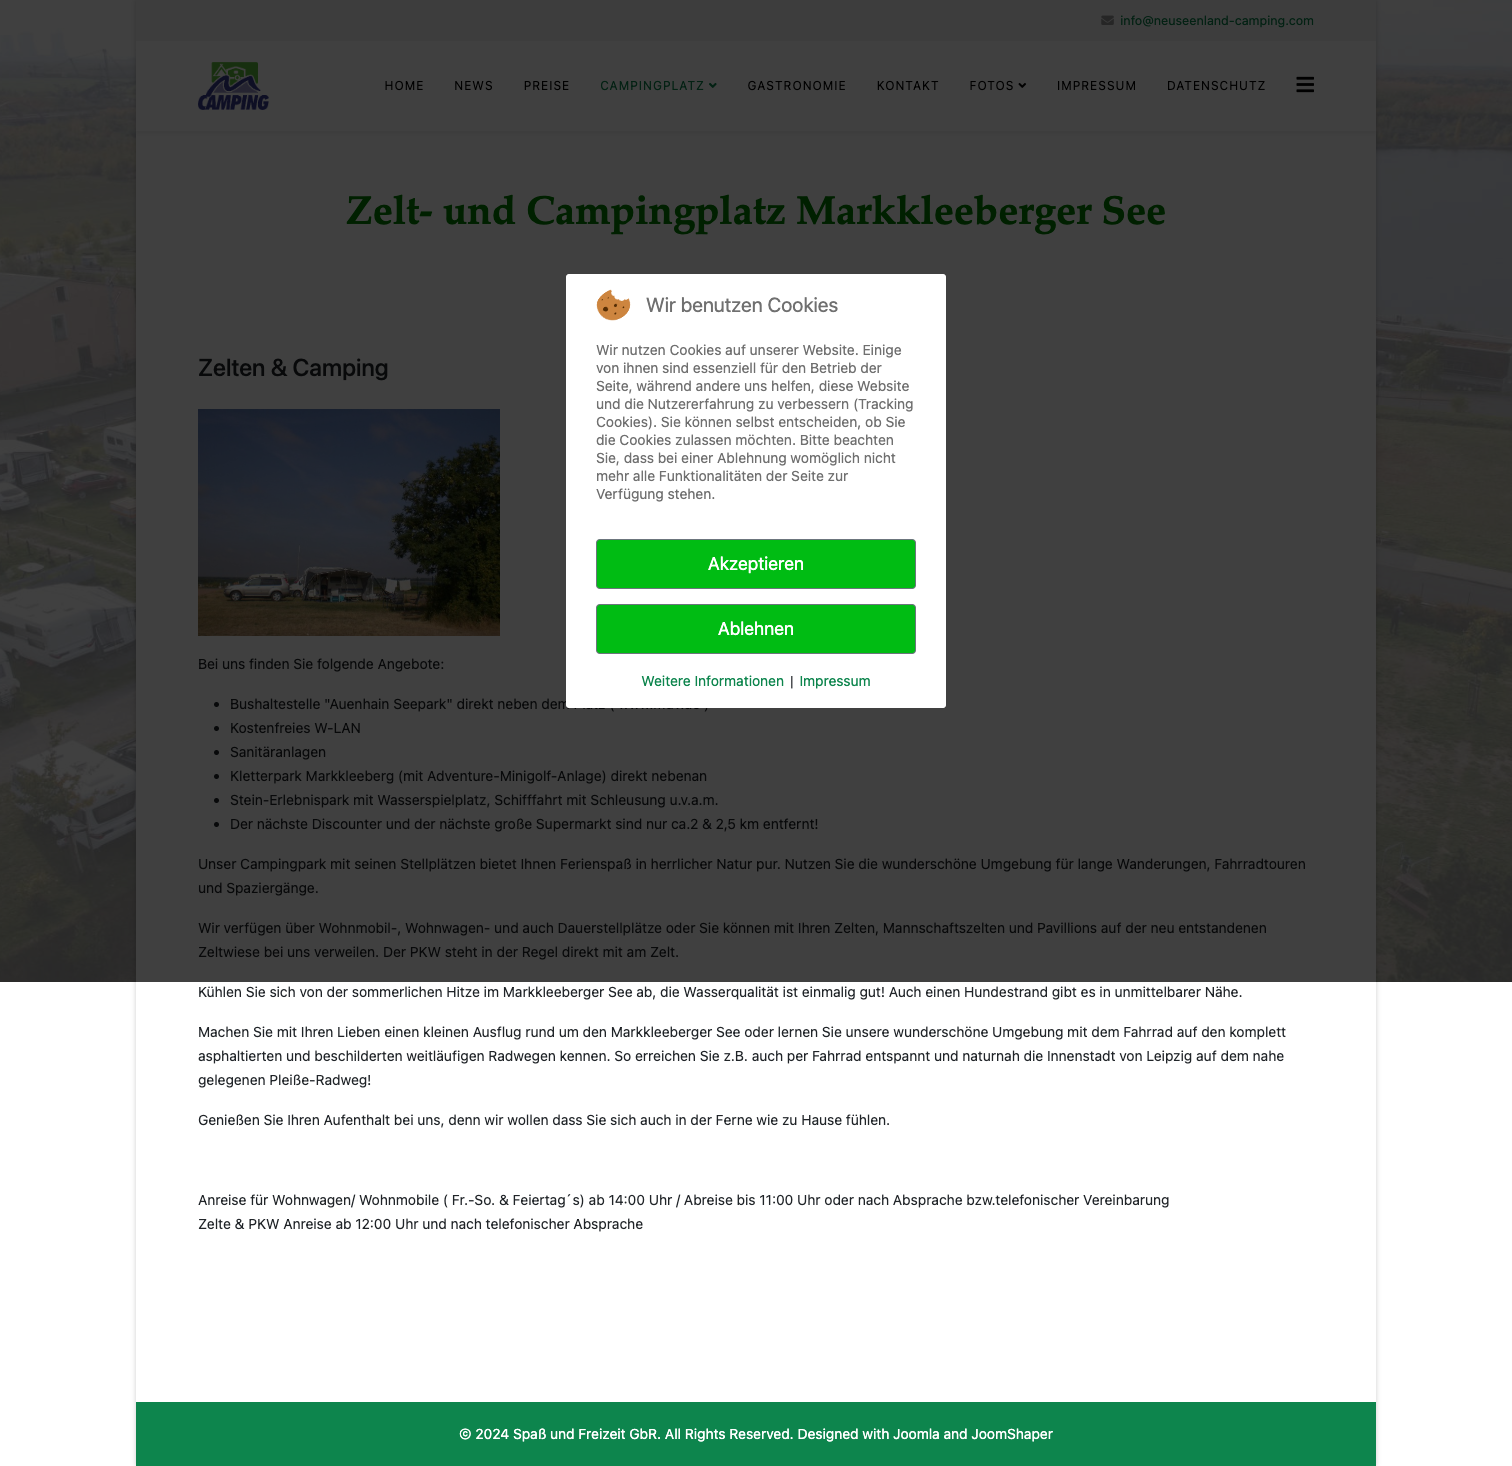 info@neuseenland-camping.com
CAMPING
HOME NEWS PREISE CAMPINGPLATZ GASTRONOMIE KONTAKT FOTOS IMPRESSUM DATENSCHUTZ
Zelt- und Campingplatz Markkleeberger See
Wir benutzen Cookies
Wir nutzen Cookies auf unserer Website. Einige
von ihnen sind essenziell für den Betrieb der
Seite, während andere uns helfen, diese Website
und die Nutzererfahrung zu verbessern (Tracking
Cookies). Sie können selbst entscheiden, ob Sie
die Cookies zulassen möchten. Bitte beachten
Sie, dass bei einer Ablehnung womöglich nicht
mehr alle Funktionalitäten der Seite zur
Verfügung stehen.
Akzeptieren
Ablehnen
Weitere Informationen | Impressum
Zelten & Camping
Bei uns finden Sie folgende Angebote:
Bushaltestelle "Auenhain Seepark" direkt neben dem
Kostenfreies W-LAN
Sanitäranlagen
Kletterpark Markkleeberg (mit Adventure-Minigolf-Anlage) direkt nebenan
Stein-Erlebnispark mit Wasserspielplatz, Schifffahrt mit Schleusung u.v.a.m.
Der nächste Discounter und der nächste große Supermarkt sind nur ca.2 & 2,5 km entfernt!
Unser Campingpark mit seinen Stellplätzen bietet Ihnen Ferienspaß in herrlicher Natur pur. Nutzen Sie die wunderschöne Umgebung für lange Wanderungen, Fahrradtouren
und Spaziergänge.
Wir verfügen über Wohnmobil-, Wohnwagen- und auch Dauerstellplätze oder Sie können mit Ihren Zelten, Mannschaftszelten und Pavillions auf der neu entstandenen
Zeltwiese bei uns verweilen. Der PKW steht in der Regel direkt mit am Zelt.
Kühlen Sie sich von der sommerlichen Hitze im Markkleeberger See ab, die Wasserqualität ist einmalig gut! Auch einen Hundestrand gibt es in unmittelbarer Nähe.
Machen Sie mit Ihren Lieben einen kleinen Ausflug rund um den Markkleeberger See oder lernen Sie unsere wunderschöne Umgebung mit dem Fahrrad auf den komplett
asphaltierten und beschilderten weitläufigen Radwegen kennen. So erreichen Sie z.B. auch per Fahrrad entspannt und naturnah die Innenstadt von Leipzig auf dem nahe
gelegenen Pleiße-Radweg!
Genießen Sie Ihren Aufenthalt bei uns, denn wir wollen dass Sie sich auch in der Ferne wie zu Hause fühlen.
Anreise für Wohnwagen/ Wohnmobile ( Fr.-So. & Feiertag´s) ab 14:00 Uhr / Abreise bis 11:00 Uhr oder nach Absprache bzw.telefonischer Vereinbarung
Zelte & PKW Anreise ab 12:00 Uhr und nach telefonischer Absprache
© 2024 Spaß und Freizeit GbR. All Rights Reserved. Designed with Joomla and JoomShaper